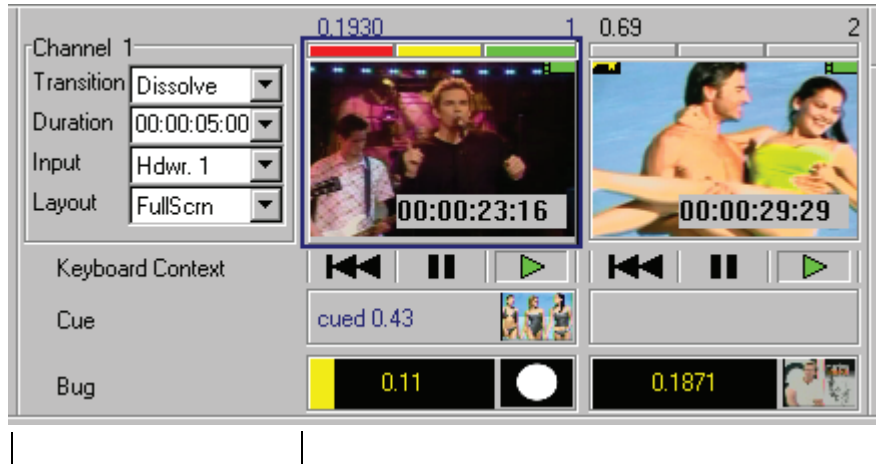 0.1930 1 0.69 2
Channel 1
Transition Dissolve
Duration 00:00:05:00
Input Hdwr. 1
Layout FullScrn
00:00:23:16 00:00:29:29
Keyboard Context
Cue cued 0.43
Bug 0.11 0.1871